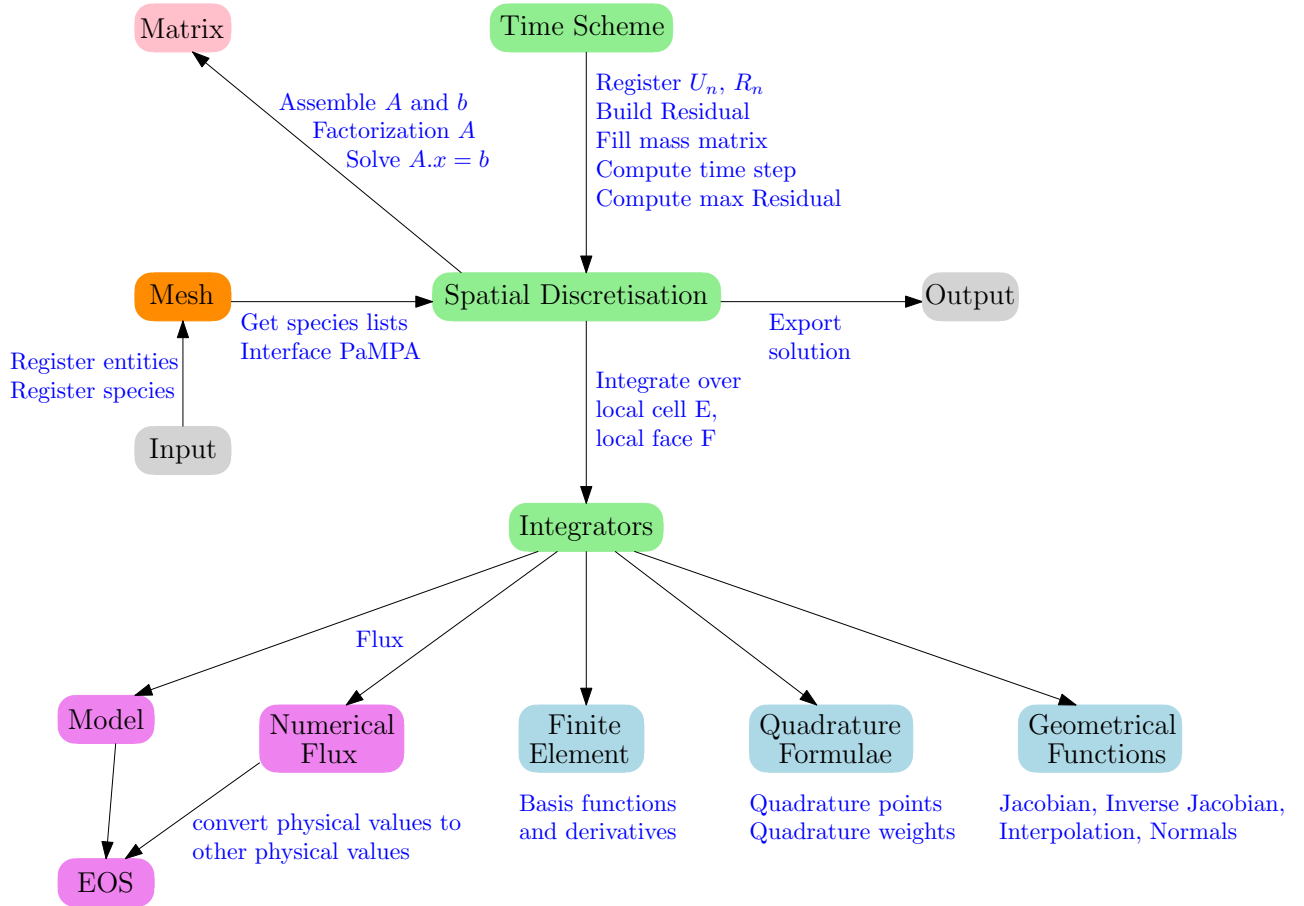 Matrix
Time Scheme
Assemble A and b
Factorization A
Solve A.x = b
Register Uₙ, Rₙ
Build Residual
Fill mass matrix
Compute time step
Compute max Residual
Mesh
Spatial Discretisation
Output
Get species lists
Interface PaMPA
Export
solution
Register entities
Register species
Integrate over
local cell E,
local face F
Input
Integrators
Flux
Model
Numerical
Flux
Finite
Element
Quadrature
Formulae
Geometrical
Functions
convert physical values to
other physical values
Basis functions
and derivatives
Quadrature points
Quadrature weights
Jacobian, Inverse Jacobian,
Interpolation, Normals
EOS